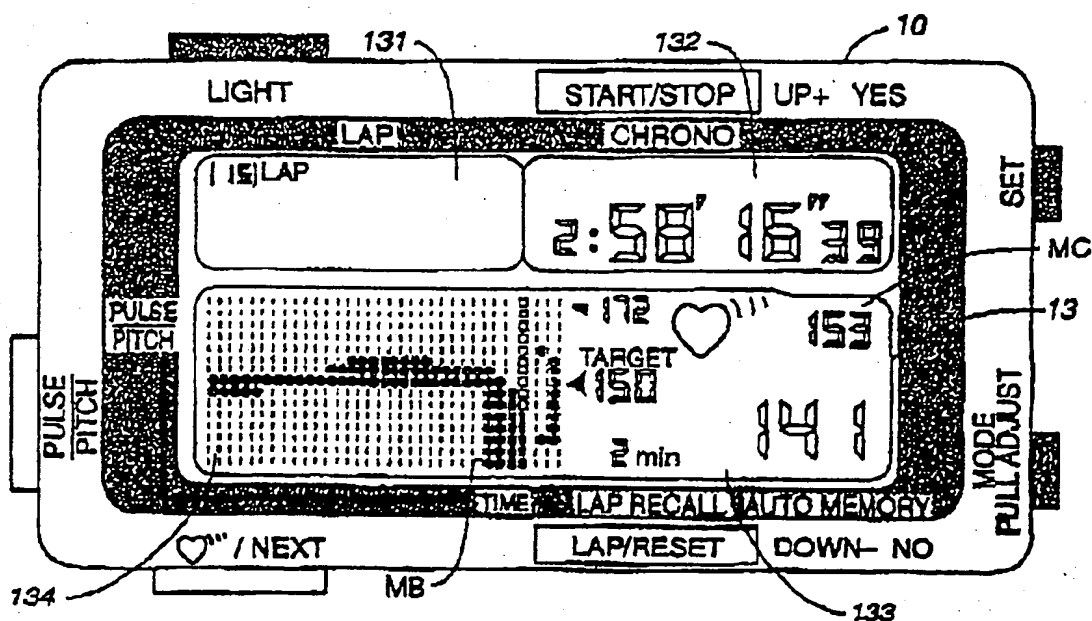 131 132 10
LIGHT START/STOP UP+ YES
LAP CHRONO
SET
LAP
2:58' 16'' 39
MC
PULSE
PITCH
172 153
13
TARGET
150
PULSE
PITCH
141
2 min
MODE
PULL ADJUST
TIME LAP RECALL AUTO MEMORY
'''/ NEXT LAP/RESET DOWN– NO
134 MB 133